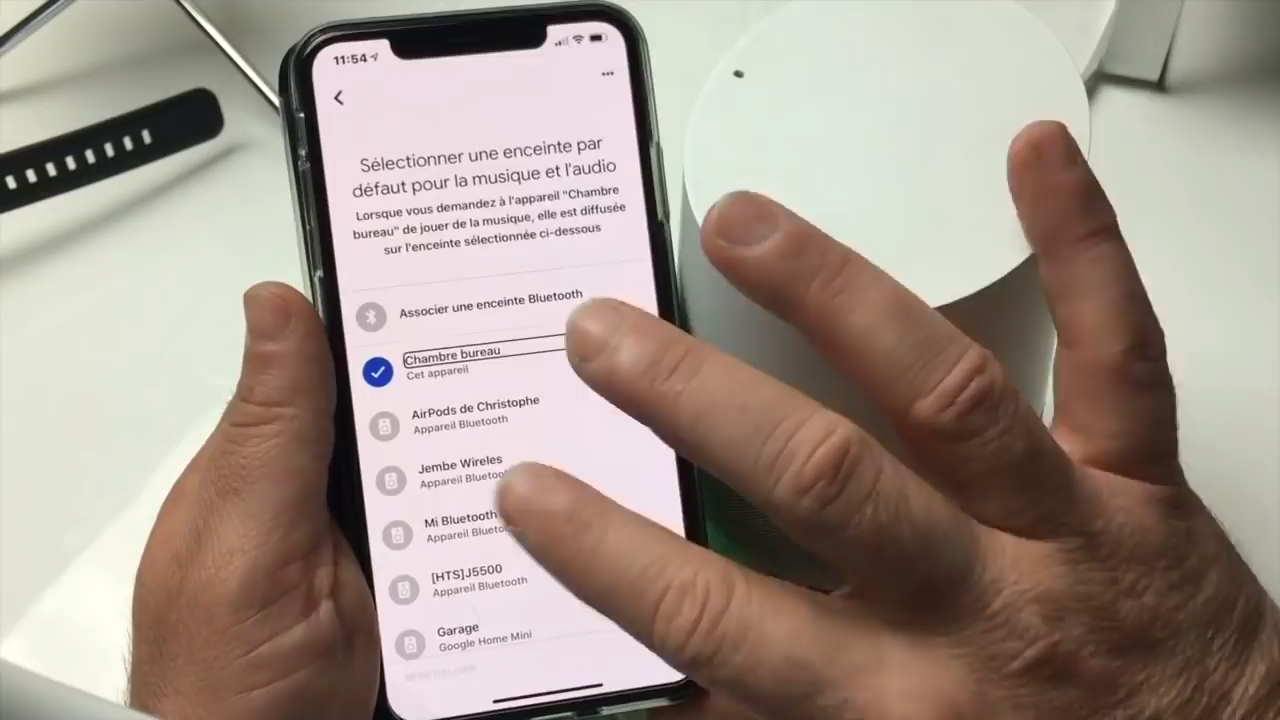 11:54
Sélectionner une enceinte par
défaut pour la musique et l'audio
Lorsque vous demandez à l'appareil "Chambre
bureau" de jouer de la musique, elle est diffusée
sur l'enceinte sélectionnée ci-dessous
Associer une enceinte Bluetooth
Chambre bureau
Cet appareil
AirPods de Christophe
Appareil Bluetooth
Jembe Wireles
Appareil
Mi Bluetooth
Appareil
[HTS]J5500
Appareil Bluetooth
Garage
Google Home Mini